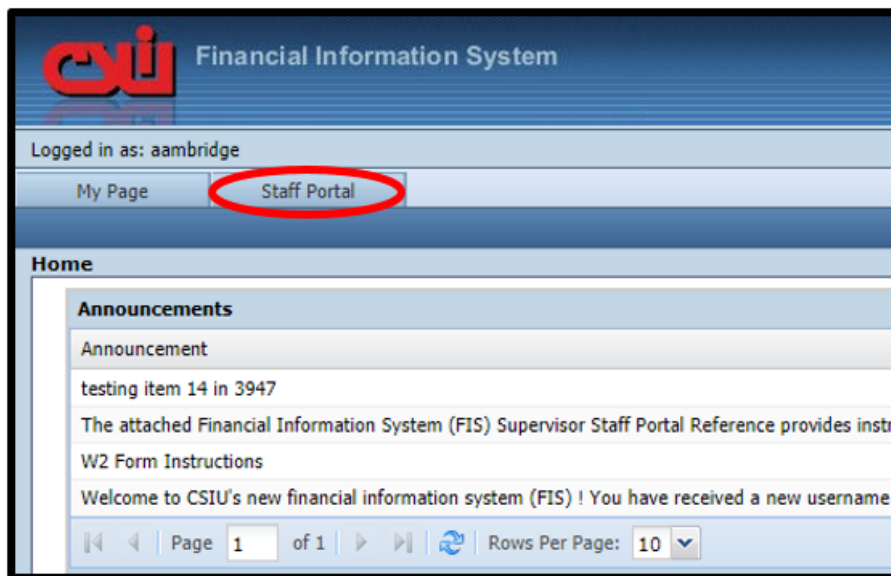 CSIU
Financial Information System
Logged in as: aambridge
My Page Staff Portal
Home
Announcements
Announcement
testing item 14 in 3947
The attached Financial Information System (FIS) Supervisor Staff Portal Reference provides instr
W2 Form Instructions
Welcome to CSIU's new financial information system (FIS) ! You have received a new username
Page 1 of 1 Rows Per Page: 10